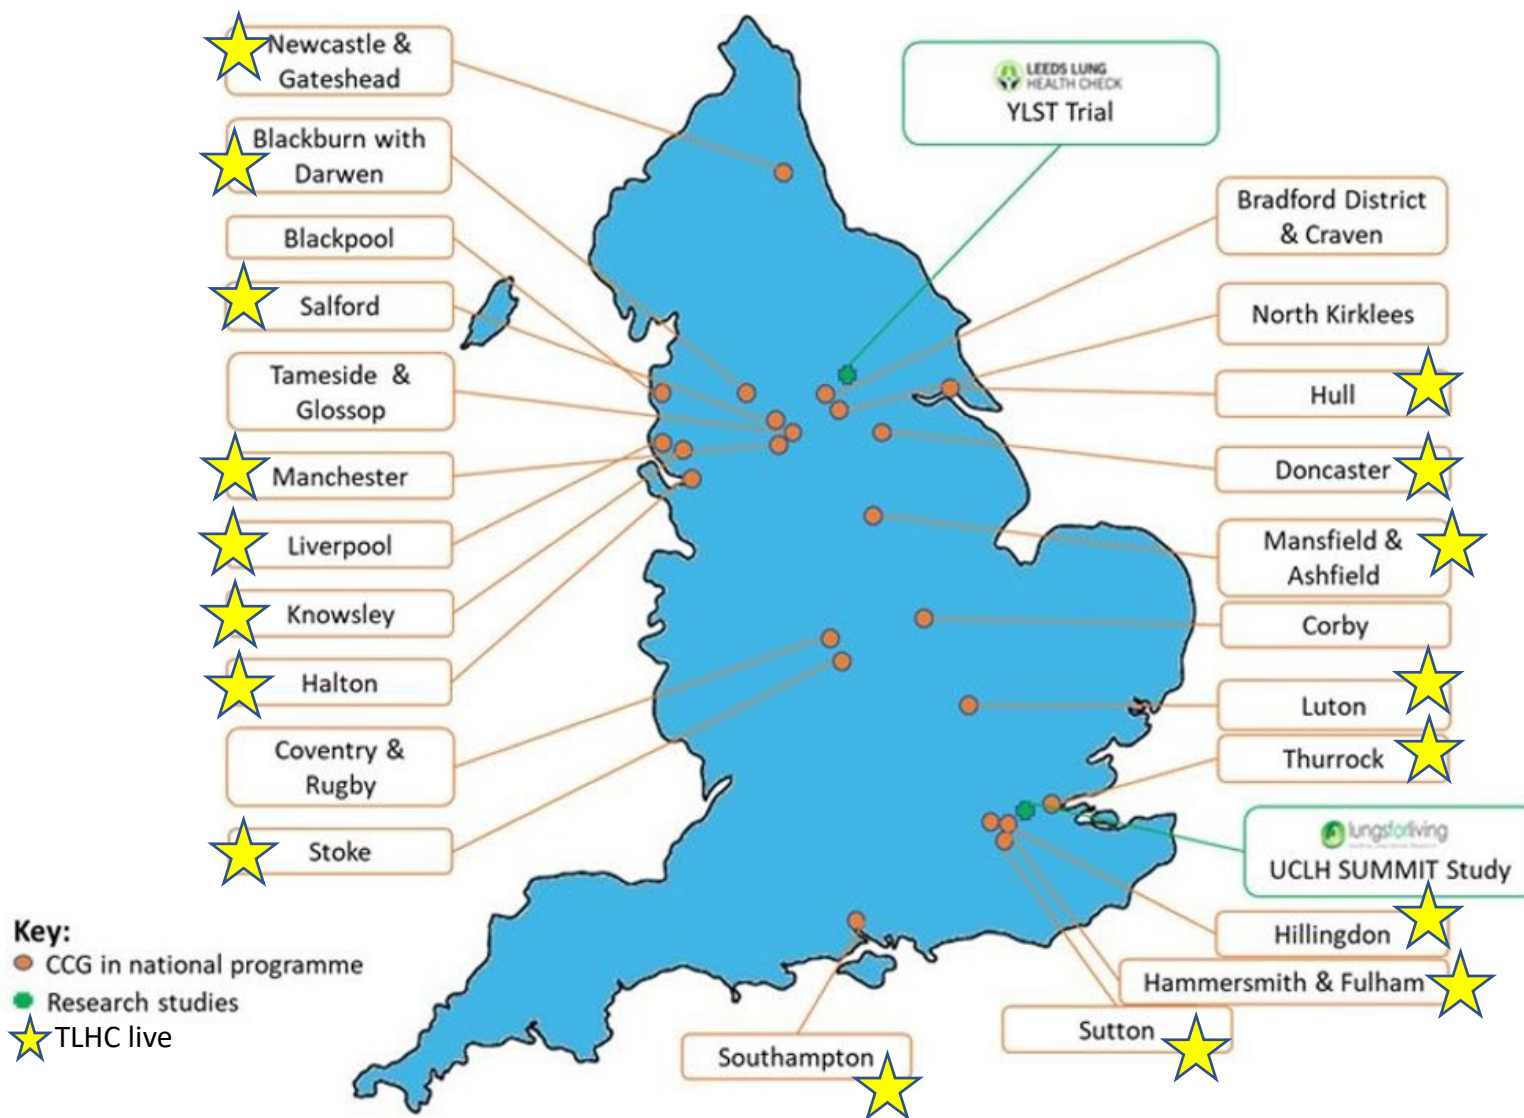 Newcastle &
Gateshead
Blackburn with
Darwen
Blackpool
Salford
Tameside &
Glossop
Manchester
Liverpool
Knowsley
Halton
Coventry &
Rugby
Stoke
Key:
CCG in national programme
Research studies
TLHC live
LEEDS LUNG
HEALTH CHECK
YLST Trial
Bradford District
& Craven
North Kirklees
Hull
Doncaster
Mansfield &
Ashfield
Corby
Luton
Thurrock
lungsforliving
UCLH SUMMIT Study
Hillingdon
Hammersmith & Fulham
Sutton
Southampton